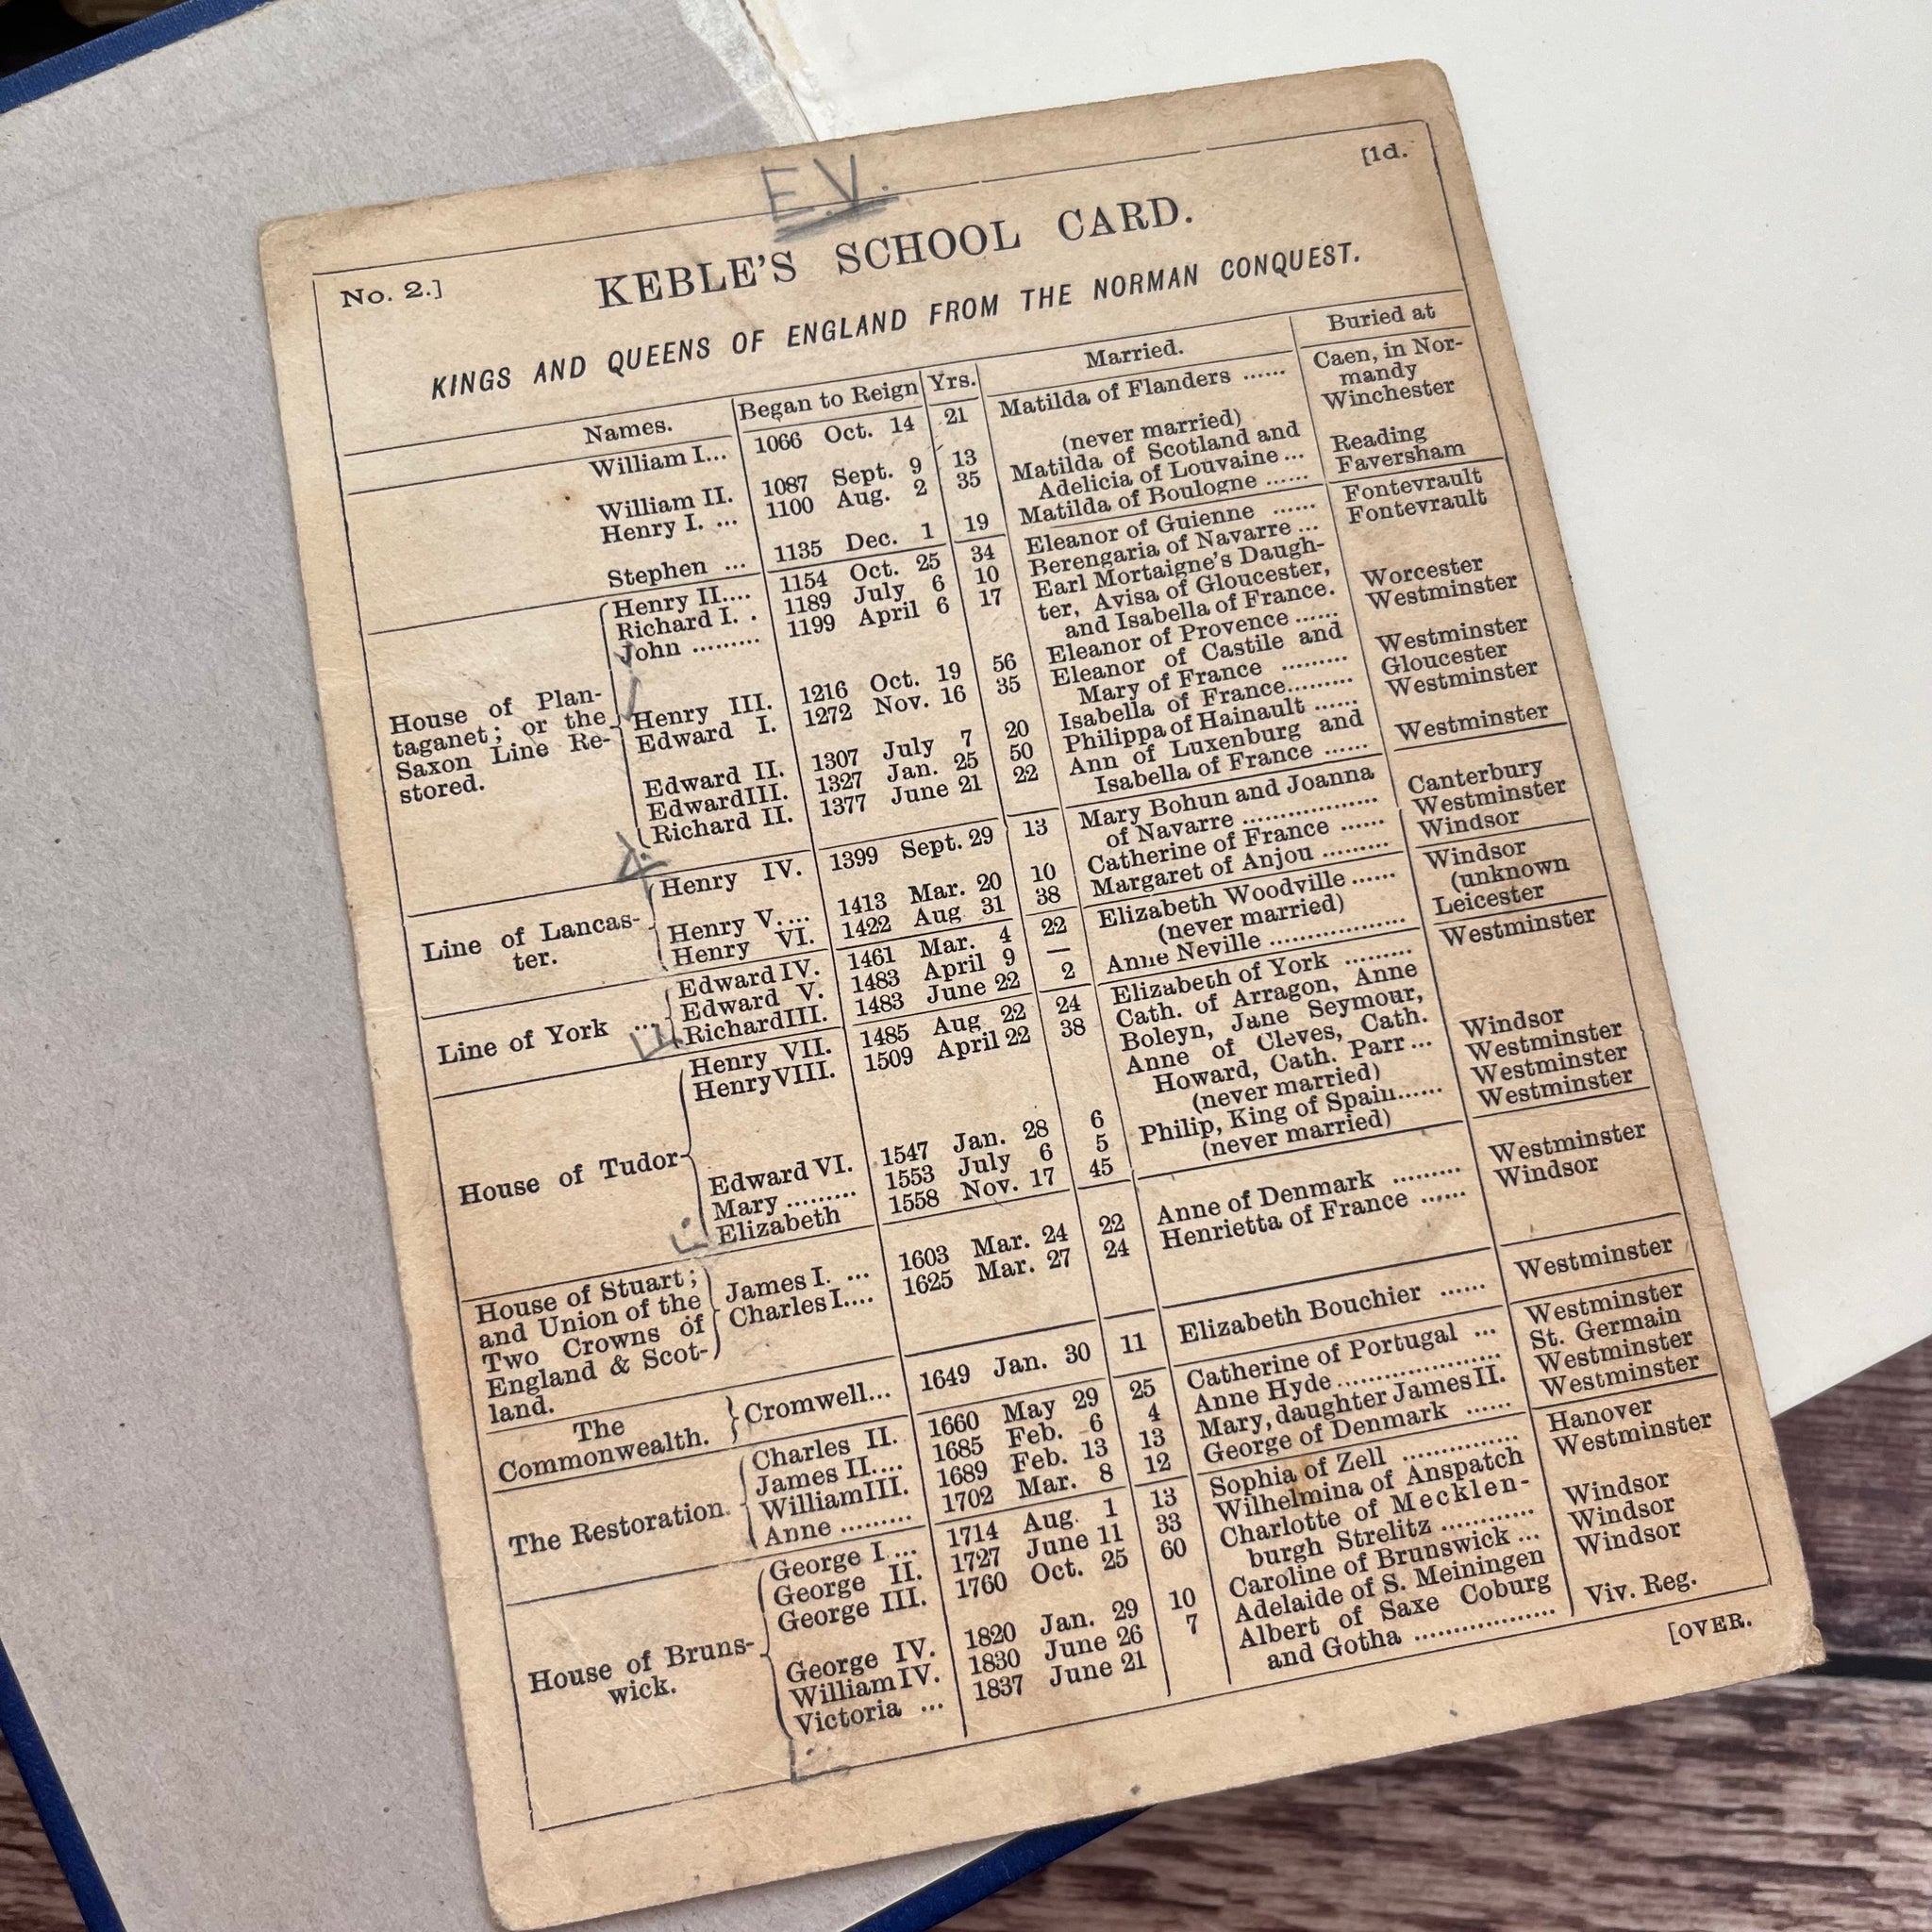 E.V.
[1d.
No. 2.]
KEBLE'S SCHOOL CARD.
KINGS AND QUEENS OF ENGLAND FROM THE NORMAN CONQUEST.
Names. Began to Reign Yrs. Married. Buried at
William I... 1066 Oct. 14 21 Matilda of Flanders ...... Caen, in Nor-
mandy
William II. 1087 Sept. 9 13 (never married) Winchester
Henry I. ... 1100 Aug. 2 35 Matilda of Scotland and
Adelicia of Louvaine ... Reading
Stephen ... 1135 Dec. 1 19 Matilda of Boulogne ...... Faversham
House of Plan-
taganet; or the
Saxon Line Re-
stored.
Henry II.... 1154 Oct. 25 34 Eleanor of Guienne ...... Fontevrault
Richard I. . 1189 July 6 10 Berengaria of Navarre ... Fontevrault
John ......... 1199 April 6 17 Earl Mortaigne's Daugh-
ter, Avisa of Gloucester,
and Isabella of France. Worcester
Henry III. 1216 Oct. 19 56 Eleanor of Provence ...... Westminster
Edward I. 1272 Nov. 16 35 Eleanor of Castile and
Mary of France ......... Westminster
Edward II. 1307 July 7 20 Isabella of France......... Gloucester
EdwardIII. 1327 Jan. 25 50 Philippa of Hainault ...... Westminster
Richard II. 1377 June 21 22 Ann of Luxenburg and
Isabella of France ...... Westminster
Line of Lancas-
ter.
Henry IV. 1399 Sept. 29 13 Mary Bohun and Joanna
of Navarre .................. Canterbury
Henry V.... 1413 Mar. 20 10 Catherine of France ...... Westminster
Henry VI. 1422 Aug 31 38 Margaret of Anjou ......... Windsor
Line of York ...
Edward IV. 1461 Mar. 4 22 Elizabeth Woodville ...... Windsor
Edward V. 1483 April 9 — (never married) (unknown
RichardIII. 1483 June 22 2 Anne Neville .................. Leicester
House of Tudor
Henry VII. 1485 Aug 22 24 Elizabeth of York ......... Westminster
HenryVIII. 1509 April 22 38 Cath. of Arragon, Anne
Boleyn, Jane Seymour,
Anne of Cleves, Cath.
Howard, Cath. Parr ... Windsor
Edward VI. 1547 Jan. 28 6 (never married) Westminster
Mary ......... 1553 July 6 5 Philip, King of Spain...... Westminster
Elizabeth 1558 Nov. 17 45 (never married) Westminster
House of Stuart;
and Union of the
Two Crowns of
England & Scot-
land.
James I. ... 1603 Mar. 24 22 Anne of Denmark ......... Westminster
Charles I.... 1625 Mar. 27 24 Henrietta of France ...... Windsor
The
Commonwealth.
Cromwell... 1649 Jan. 30 11 Elizabeth Bouchier ...... Westminster
The Restoration.
Charles II. 1660 May 29 25 Catherine of Portugal ... Westminster
James II.... 1685 Feb. 6 4 Anne Hyde..................... St. Germain
WilliamIII. 1689 Feb. 13 13 Mary, daughter James II. Westminster
Anne ......... 1702 Mar. 8 12 George of Denmark ...... Westminster
House of Bruns-
wick.
George I.... 1714 Aug. 1 13 Sophia of Zell ............... Hanover
George II. 1727 June 11 33 Wilhelmina of Anspatch Westminster
George III. 1760 Oct. 25 60 Charlotte of Mecklen-
burgh Strelitz ............ Windsor
George IV. 1820 Jan. 29 10 Caroline of Brunswick ... Windsor
William IV. 1830 June 26 7 Adelaide of S. Meiningen Windsor
Victoria ... 1837 June 21 Albert of Saxe Coburg
and Gotha .................. Viv. Reg.
[OVER.